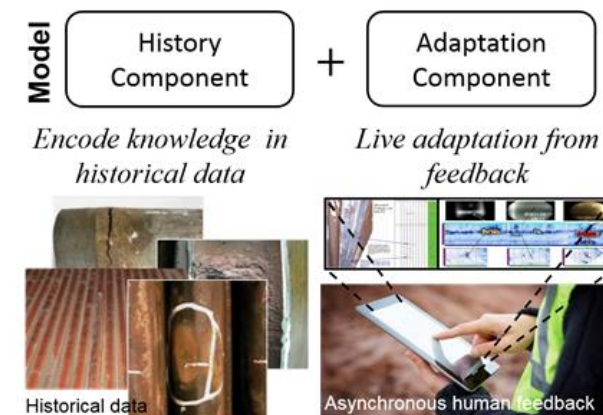 Model
History
Component
+
Adaptation
Component
Encode knowledge in
historical data
Live adaptation from
feedback
Historical data
Asynchronous human feedback